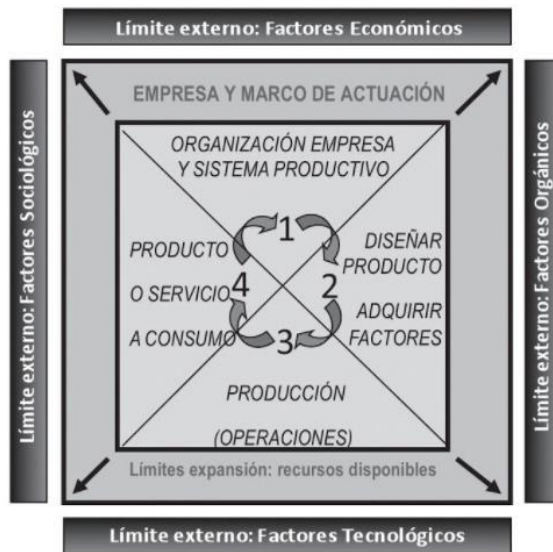 Límite externo: Factores Económicos
Límite externo: Factores Sociológicos
EMPRESA Y MARCO DE ACTUACIÓN
ORGANIZACIÓN EMPRESA
Y SISTEMA PRODUCTIVO
1
DISEÑAR
PRODUCTO
2
ADQUIRIR
FACTORES
3
PRODUCCIÓN
(OPERACIONES)
PRODUCTO
O SERVICIO
4
A CONSUMO
Límites expansión: recursos disponibles
Límite externo: Factores Orgánicos
Límite externo: Factores Tecnológicos